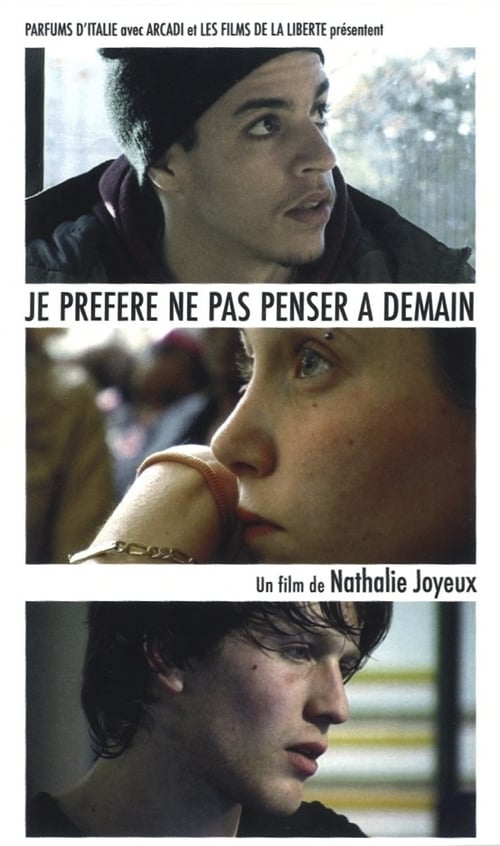 PARFUMS D'ITALIE avec ARCADI et LES FILMS DE LA LIBERTE présentent
JE PREFERE NE PAS PENSER A DEMAIN
Un film de Nathalie Joyeux